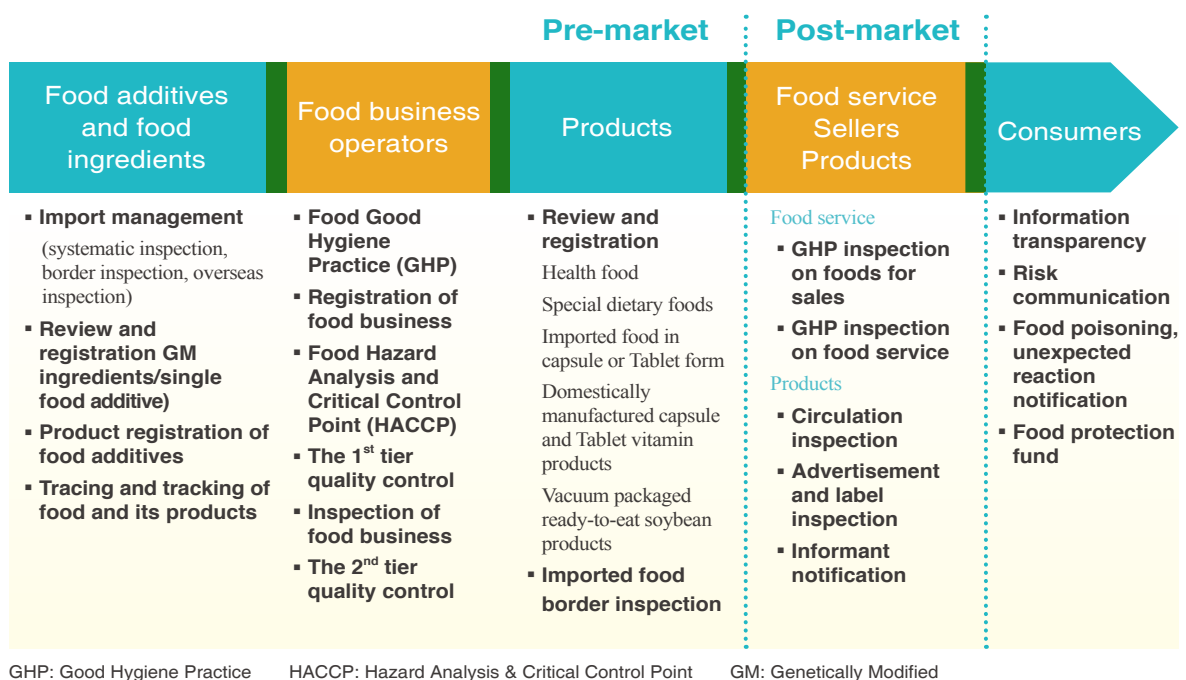 Pre-market
Post-market
Food additives
and food
ingredients
Food business
operators
Products
Food service
Sellers
Products
Consumers
▪ Import management
(systematic inspection,
border inspection, overseas
inspection)
▪ Review and
registration GM
ingredients/single
food additive)
▪ Product registration of
food additives
▪ Tracing and tracking of
food and its products
▪ Food Good
Hygiene
Practice (GHP)
▪ Registration of
food business
▪ Food Hazard
Analysis and
Critical Control
Point (HACCP)
▪ The 1st tier
quality control
▪ Inspection of
food business
▪ The 2nd tier
quality control
▪ Review and
registration
Health food
Special dietary foods
Imported food in
capsule or Tablet form
Domestically
manufactured capsule
and Tablet vitamin
products
Vacuum packaged
ready-to-eat soybean
products
▪ Imported food
border inspection
Food service
▪ GHP inspection
on foods for
sales
▪ GHP inspection
on food service
Products
▪ Circulation
inspection
▪ Advertisement
and label
inspection
▪ Informant
notification
▪ Information
transparency
▪ Risk
communication
▪ Food poisoning,
unexpected
reaction
notification
▪ Food protection
fund
GHP: Good Hygiene Practice HACCP: Hazard Analysis & Critical Control Point GM: Genetically Modified